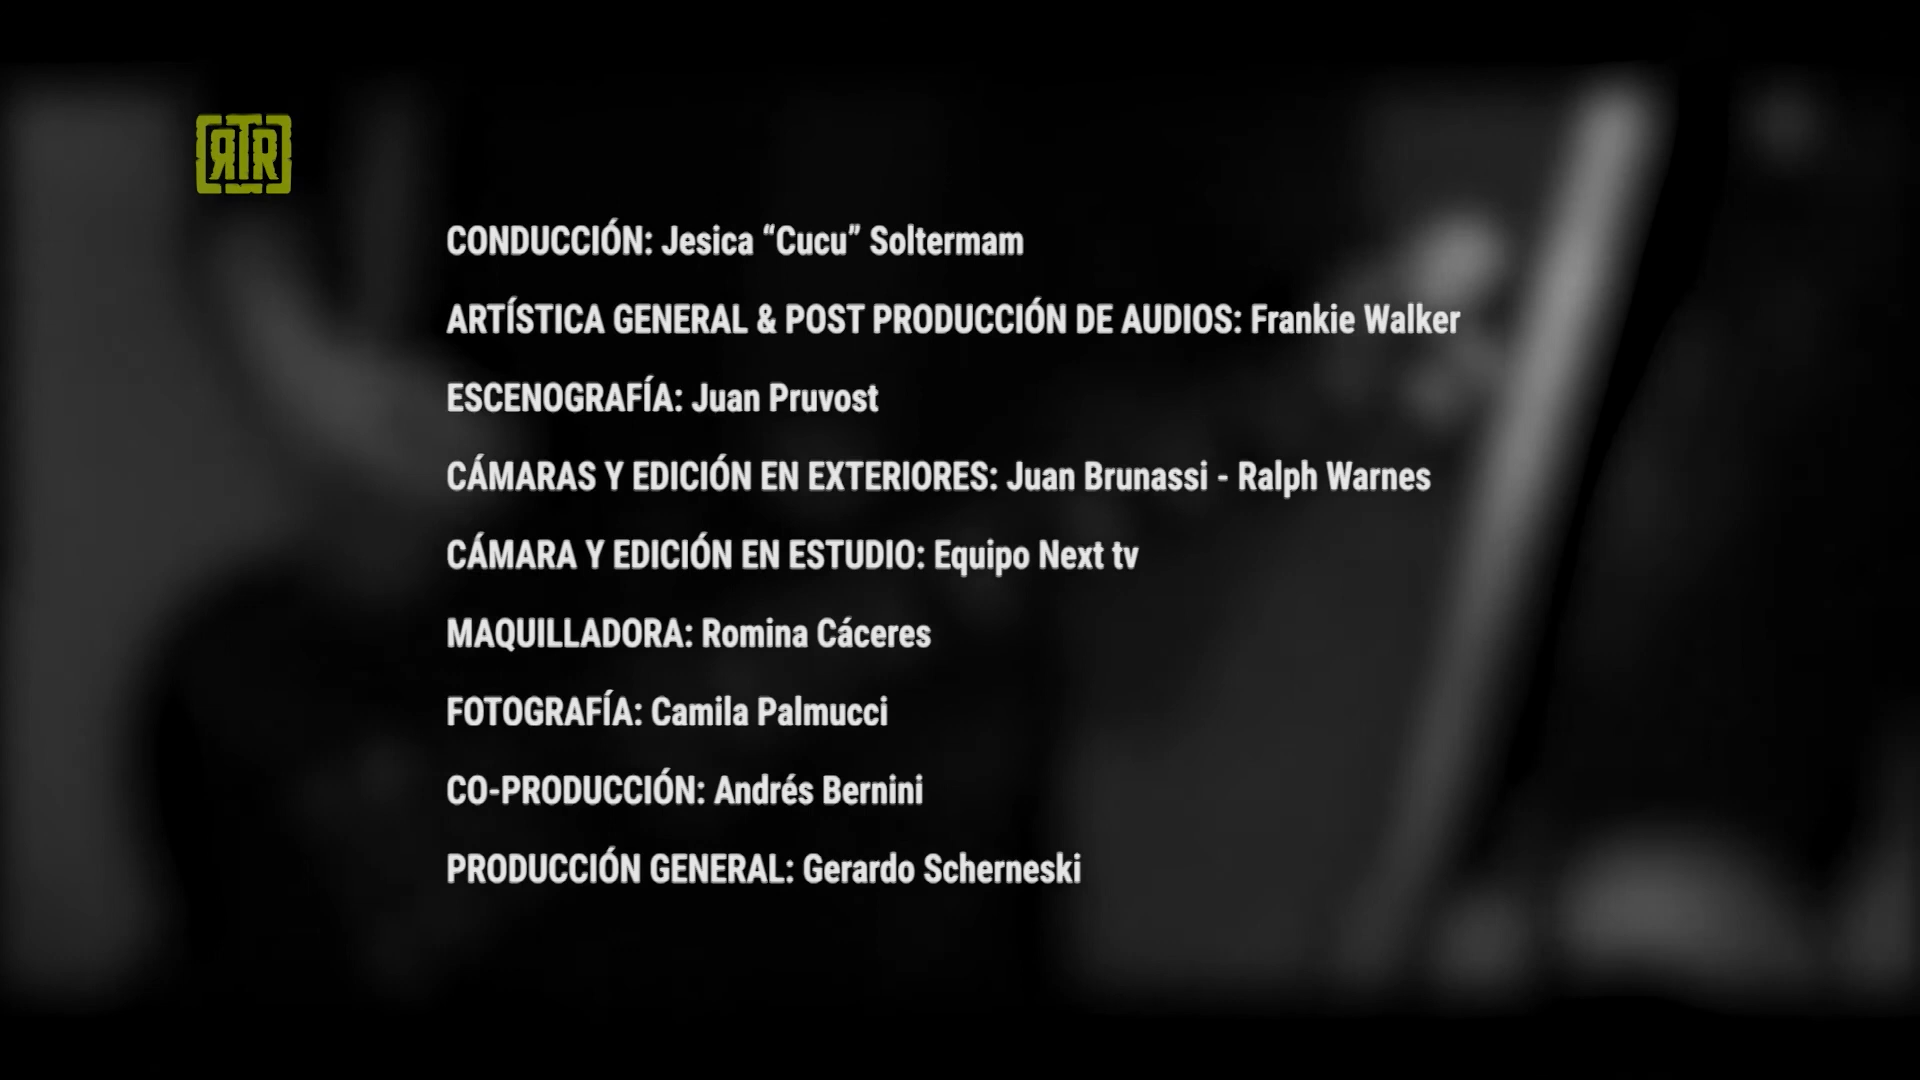 RTR
CONDUCCIÓN: Jesica “Cucu” Soltermam
ARTÍSTICA GENERAL & POST PRODUCCIÓN DE AUDIOS: Frankie Walker
ESCENOGRAFÍA: Juan Pruvost
CÁMARAS Y EDICIÓN EN EXTERIORES: Juan Brunassi - Ralph Warnes
CÁMARA Y EDICIÓN EN ESTUDIO: Equipo Next tv
MAQUILLADORA: Romina Cáceres
FOTOGRAFÍA: Camila Palmucci
CO-PRODUCCIÓN: Andrés Bernini
PRODUCCIÓN GENERAL: Gerardo Scherneski